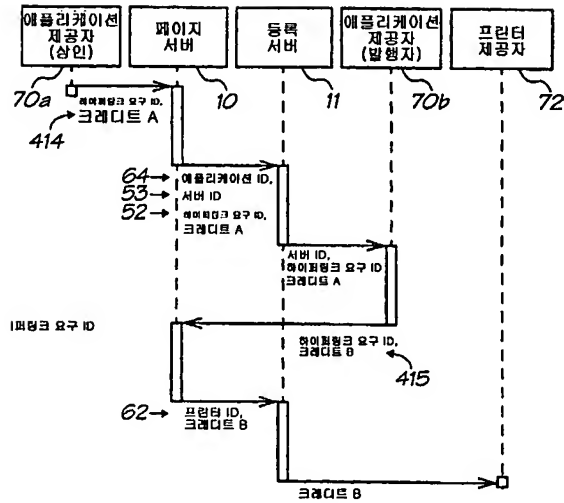 애플리케이션
제공자
(상인)
페이지
서버
등록
서버
애플리케이션
제공자
(발행자)
프린터
제공자
70a
10
11
70b
72
414
하이퍼링크 요구 ID,
크레디트 A
64
애플리케이션 ID,
53
서버 ID
52
하이퍼링크 요구 ID,
크레디트 A
서버 ID,
하이퍼링크 요구 ID
크레디트 A
퍼링크 요구 ID
하이퍼링크 요구 ID,
크레디트 B
415
62
프린터 ID,
크레디트 B
크레디트 B